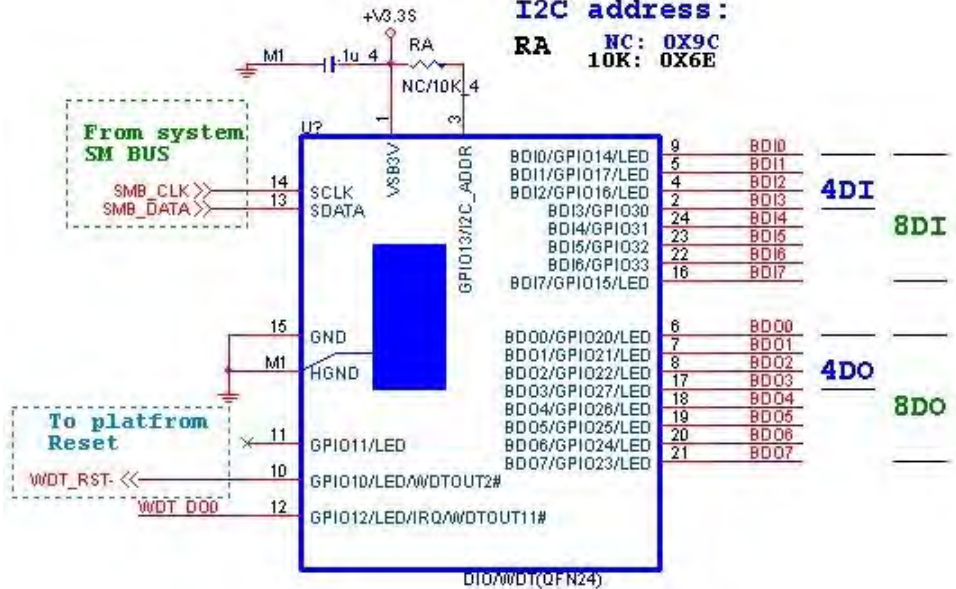 I2C address:
RA NC: 0X9C
10K: 0X6E
+V3.3S
M1 .1u_4 RA
NC/10K_4
1 3
U?
From system
SM BUS
SMB_CLK
SMB_DATA
14 SCLK
13 SDATA
VSB3V
GPIO13/I2C_ADDR
BDI0/GPIO14/LED 9 BDI0
BDI1/GPIO17/LED 5 BDI1
BDI2/GPIO16/LED 4 BDI2
BDI3/GPIO30 2 BDI3
BDI4/GPIO31 24 BDI4
BDI5/GPIO32 23 BDI5
BDI6/GPIO33 22 BDI6
BDI7/GPIO15/LED 16 BDI7
4DI
8DI
15 GND
M1 HGND
BDO0/GPIO20/LED 6 BDO0
BDO1/GPIO21/LED 7 BDO1
BDO2/GPIO22/LED 8 BDO2
BDO3/GPIO27/LED 17 BDO3
BDO4/GPIO26/LED 18 BDO4
BDO5/GPIO25/LED 19 BDO5
BDO6/GPIO24/LED 20 BDO6
BDO7/GPIO23/LED 21 BDO7
4DO
8DO
To platfrom
Reset
11 GPIO11/LED
WDT_RST- 10 GPIO10/LED/WDTOUT2#
WDT_DO0 12 GPIO12/LED/IRQ/WDTOUT11#
DIO/WDT(QFN24)